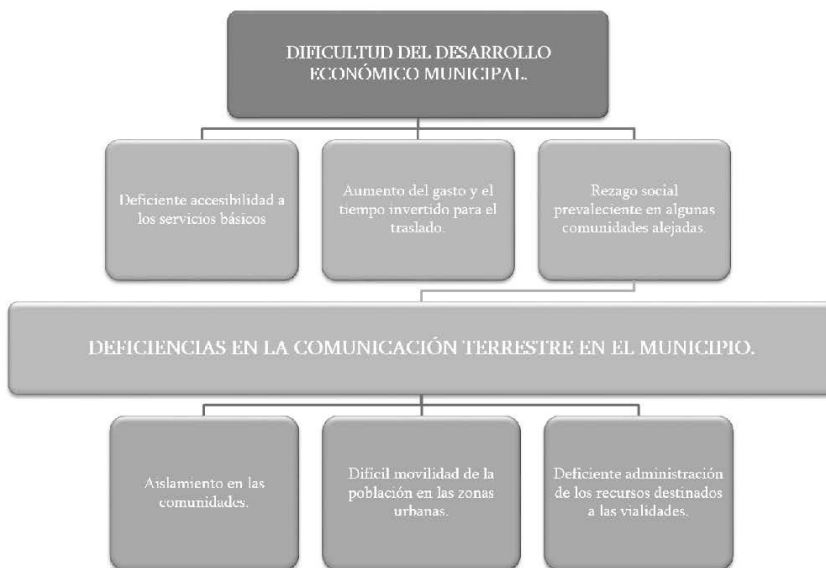 DIFICULTAD DEL DESARROLLO
ECONÓMICO MUNICIPAL.
Deficiente accesibilidad a
los servicios básicos
Aumento del gasto y el
tiempo invertido para el
traslado.
Rezago social
prevaleciente en algunas
comunidades alejadas.
DEFICIENCIAS EN LA COMUNICACIÓN TERRESTRE EN EL MUNICIPIO.
Aislamiento en las
comunidades.
Difícil movilidad de la
población en las zonas
urbanas.
Deficiente administración
de los recursos destinados
a las vialidades.